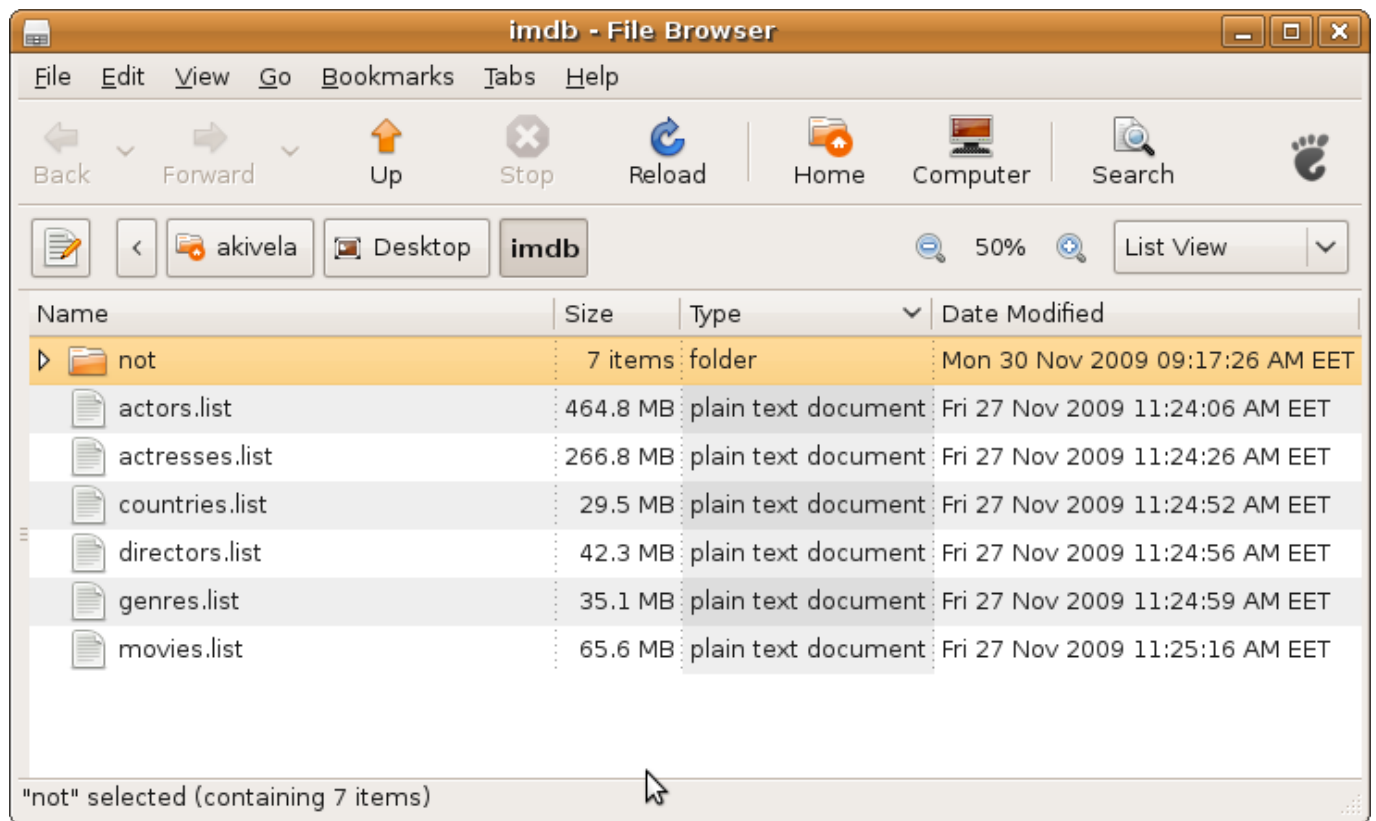 imdb - File Browser
File Edit View Go Bookmarks Tabs Help
Back Forward Up Stop Reload Home Computer Search
akivela Desktop imdb 50% List View
Name Size Type Date Modified
not 7 items folder Mon 30 Nov 2009 09:17:26 AM EET
actors.list 464.8 MB plain text document Fri 27 Nov 2009 11:24:06 AM EET
actresses.list 266.8 MB plain text document Fri 27 Nov 2009 11:24:26 AM EET
countries.list 29.5 MB plain text document Fri 27 Nov 2009 11:24:52 AM EET
directors.list 42.3 MB plain text document Fri 27 Nov 2009 11:24:56 AM EET
genres.list 35.1 MB plain text document Fri 27 Nov 2009 11:24:59 AM EET
movies.list 65.6 MB plain text document Fri 27 Nov 2009 11:25:16 AM EET
"not" selected (containing 7 items)